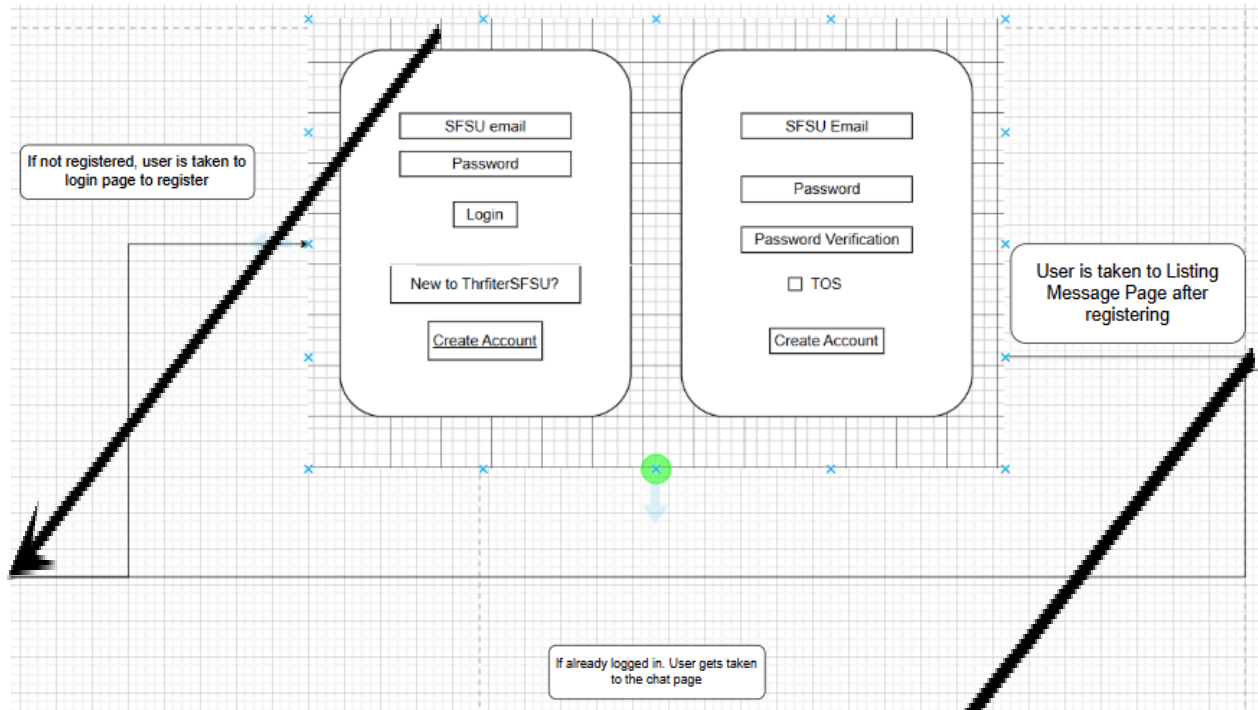 If not registered, user is taken to
login page to register
SFSU email
Password
Login
New to ThrfiterSFSU?
Create Account
SFSU Email
Password
Password Verification
TOS
Create Account
User is taken to Listing
Message Page after
registering
If already logged in. User gets taken
to the chat page